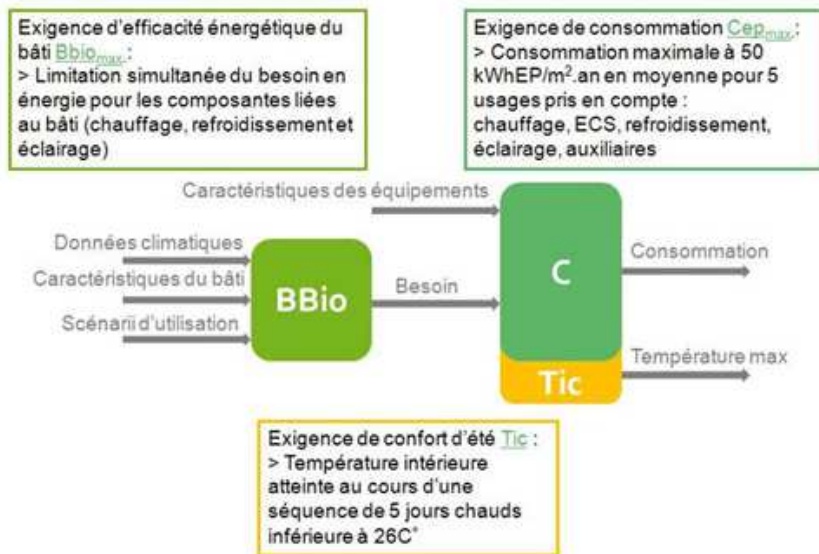 Exigence d'efficacité énergétique du
bâti Bbiomax :
> Limitation simultanée du besoin en
énergie pour les composantes liées
au bâti (chauffage, refroidissement et
éclairage)
Exigence de consommation Cepmax :
> Consommation maximale à 50
kWhEP/m².an en moyenne pour 5
usages pris en compte :
chauffage, ECS, refroidissement,
éclairage, auxiliaires
Caractéristiques des équipements
Données climatiques
Caractéristiques du bâti
Scénarii d'utilisation
BBio
Besoin
C
Tic
Consommation
Température max
Exigence de confort d'été Tic :
> Température intérieure
atteinte au cours d'une
séquence de 5 jours chauds
inférieure à 26C°